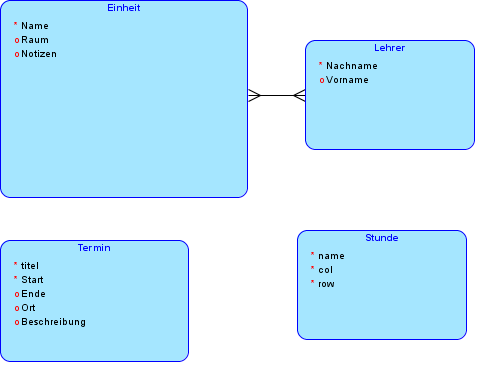 Einheit
* Name
o Raum
o Notizen
Lehrer
* Nachname
o Vorname
Termin
* titel
* Start
o Ende
o Ort
o Beschreibung
Stunde
* name
* col
* row